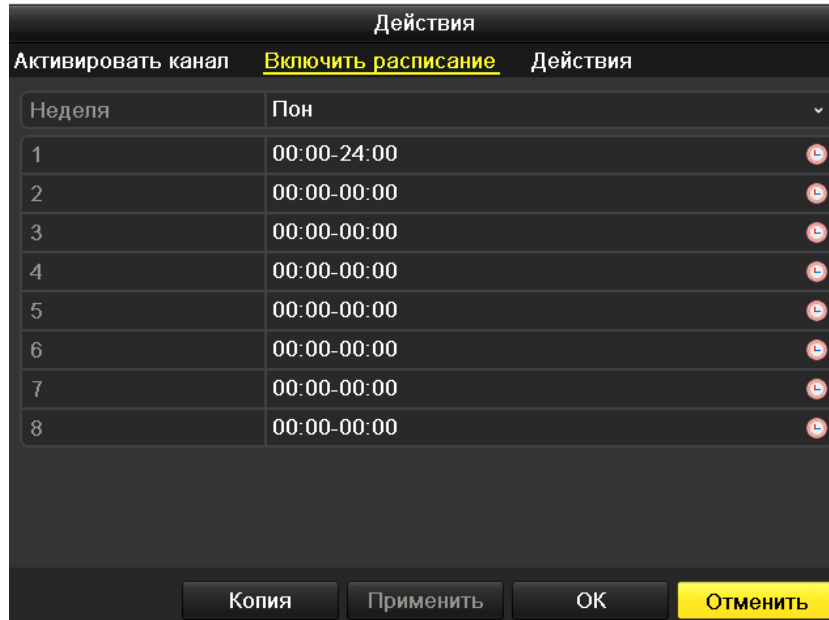 Действия
Активировать канал Включить расписание Действия
Неделя Пон
1 00:00-24:00
2 00:00-00:00
3 00:00-00:00
4 00:00-00:00
5 00:00-00:00
6 00:00-00:00
7 00:00-00:00
8 00:00-00:00
Копия Применить OK Отменить